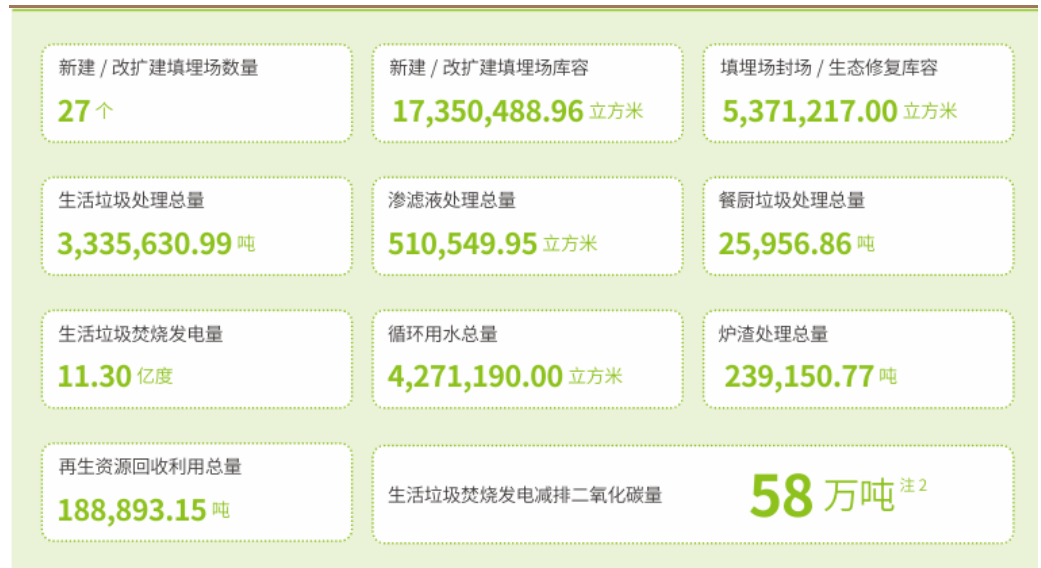 新建 / 改扩建填埋场数量
27 个
新建 / 改扩建填埋场库容
17,350,488.96 立方米
填埋场封场 / 生态修复库容
5,371,217.00 立方米
生活垃圾处理总量
3,335,630.99 吨
渗滤液处理总量
510,549.95 立方米
餐厨垃圾处理总量
25,956.86 吨
生活垃圾焚烧发电量
11.30 亿度
循环用水总量
4,271,190.00 立方米
炉渣处理总量
239,150.77 吨
再生资源回收利用总量
188,893.15 吨
生活垃圾焚烧发电减排二氧化碳量 58 万吨 注 2